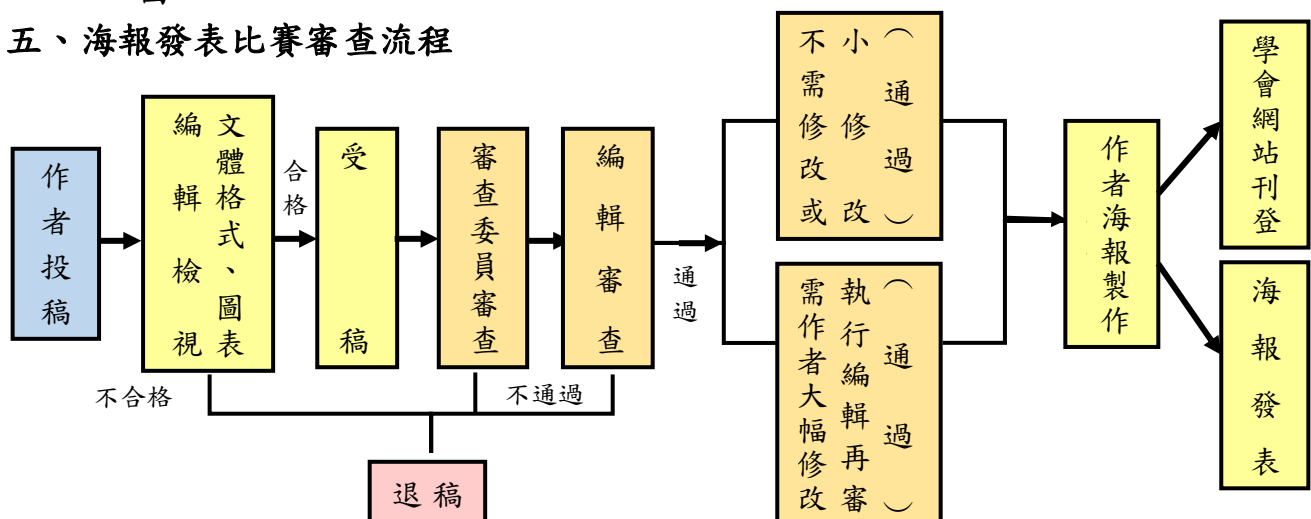 五、海報發表比賽審查流程
作者投稿
文體格式、圖表
編輯檢視
合格
受稿
審查委員審查
編輯審查
通過
(通過)
小修改
不需修改或
(通過)
執行編輯再審
需作者大幅修改
作者海報製作
學會網站刊登
海報發表
不合格
不通過
退稿